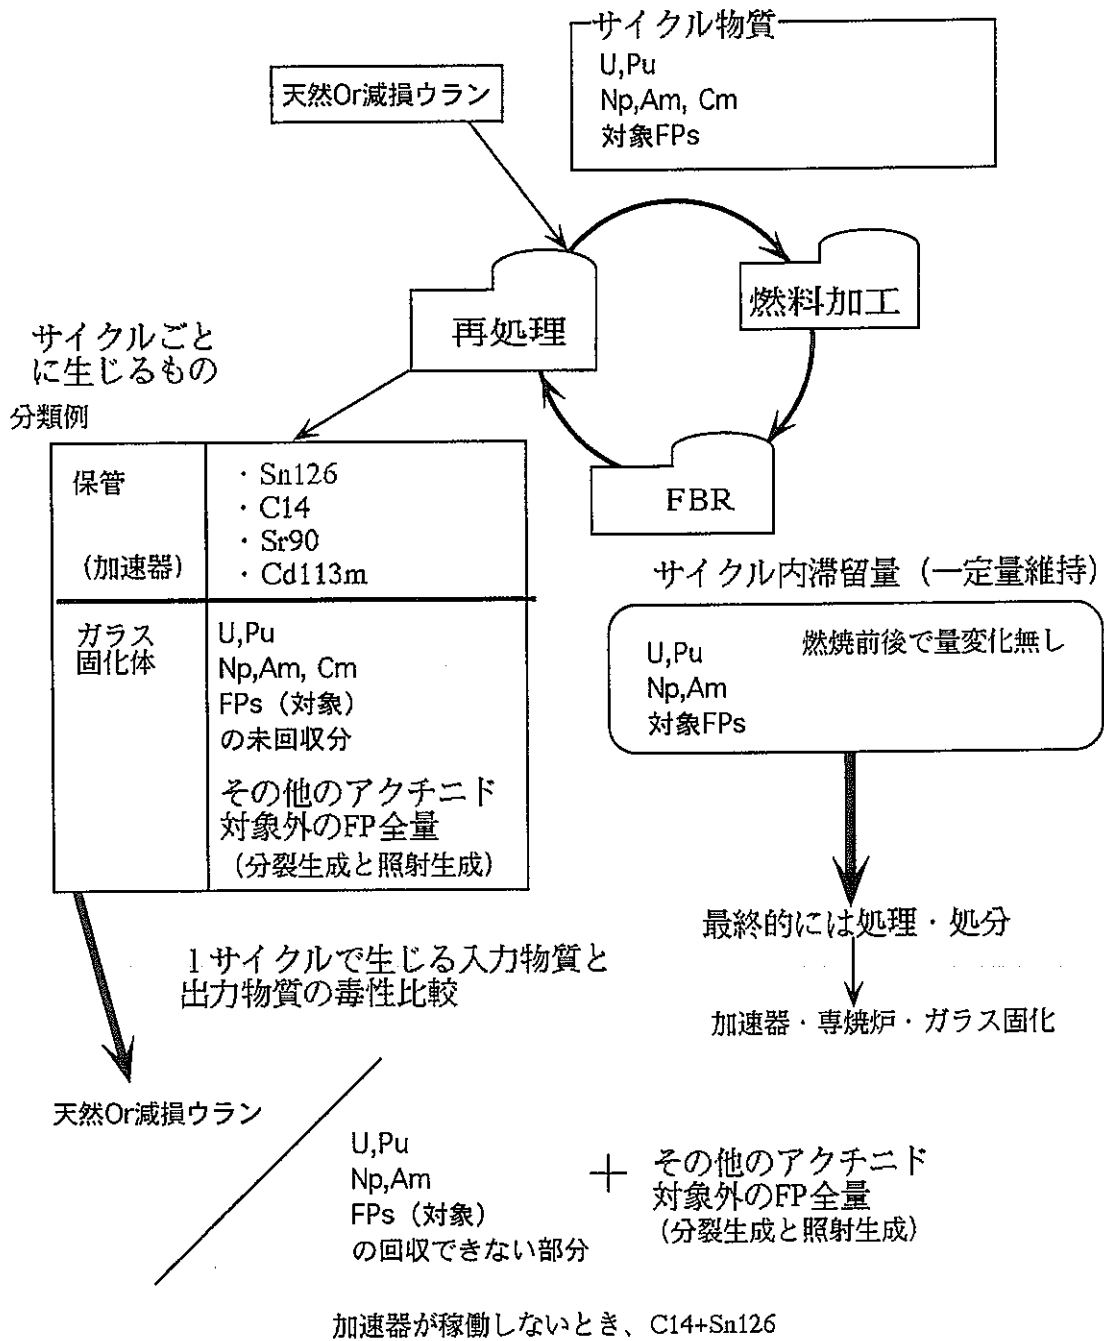 サイクル物質
U,Pu
Np,Am, Cm
対象FPs
天然Or減損ウラン
再処理
燃料加工
FBR
サイクルごと
に生じるもの
分類例
保管
(加速器)
・Sn126
・C14
・Sr90
・Cd113m
ガラス
固化体
U,Pu
Np,Am, Cm
FPs（対象）
の未回収分
その他のアクチニド
対象外のFP全量
（分裂生成と照射生成）
サイクル内滞留量（一定量維持）
燃焼前後で量変化無し
U,Pu
Np,Am
対象FPs
最終的には処理・処分
加速器・専焼炉・ガラス固化
1サイクルで生じる入力物質と
出力物質の毒性比較
天然Or減損ウラン
／
U,Pu
Np,Am
FPs（対象）
の回収できない部分
＋
その他のアクチニド
対象外のFP全量
（分裂生成と照射生成）
加速器が稼働しないとき、C14+Sn126